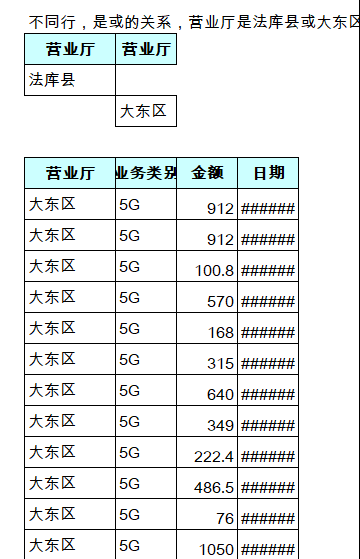 不同行，是或的关系，营业厅是法库县或大东区
营业厅 营业厅
法库县
大东区
营业厅 业务类别 金额 日期
大东区 5G 912 ######
大东区 5G 912 ######
大东区 5G 100.8 ######
大东区 5G 570 ######
大东区 5G 168 ######
大东区 5G 315 ######
大东区 5G 640 ######
大东区 5G 349 ######
大东区 5G 222.4 ######
大东区 5G 486.5 ######
大东区 5G 76 ######
大东区 5G 1050 ######